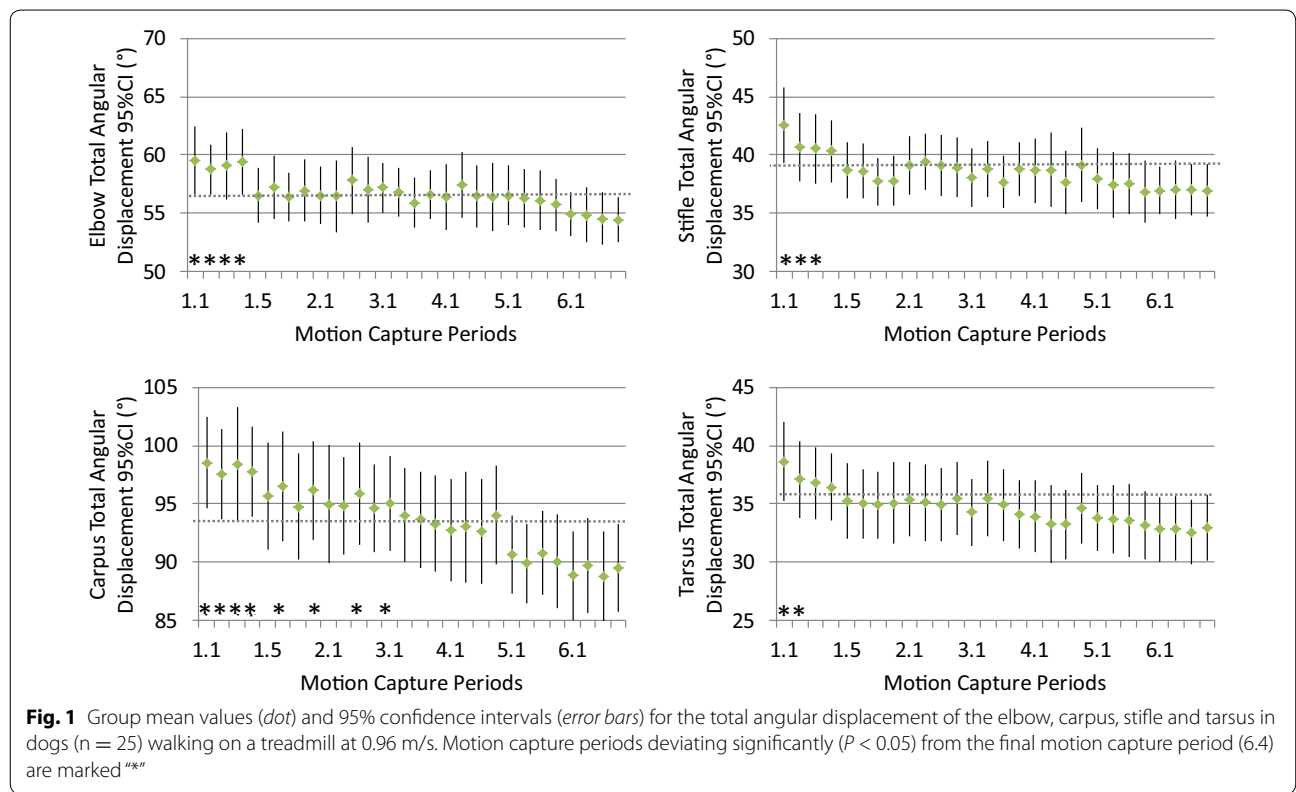 70
65
60
55
50
Elbow Total Angular
Displacement 95%CI (°)
****
1.1 1.5 2.1 3.1 4.1 5.1 6.1
Motion Capture Periods
50
45
40
35
30
Stifle Total Angular
Displacement 95%CI (°)
***
1.1 1.5 2.1 3.1 4.1 5.1 6.1
Motion Capture Periods
105
100
95
90
85
Carpus Total Angular
Displacement 95%CI (°)
**** * * * *
1.1 1.5 2.1 3.1 4.1 5.1 6.1
Motion Capture Periods
45
40
35
30
25
Tarsus Total Angular
Displacement 95%CI (°)
**
1.1 1.5 2.1 3.1 4.1 5.1 6.1
Motion Capture Periods
Fig. 1 Group mean values (dot) and 95% confidence intervals (error bars) for the total angular displacement of the elbow, carpus, stifle and tarsus in
dogs (n = 25) walking on a treadmill at 0.96 m/s. Motion capture periods deviating significantly (P < 0.05) from the final motion capture period (6.4)
are marked "*"